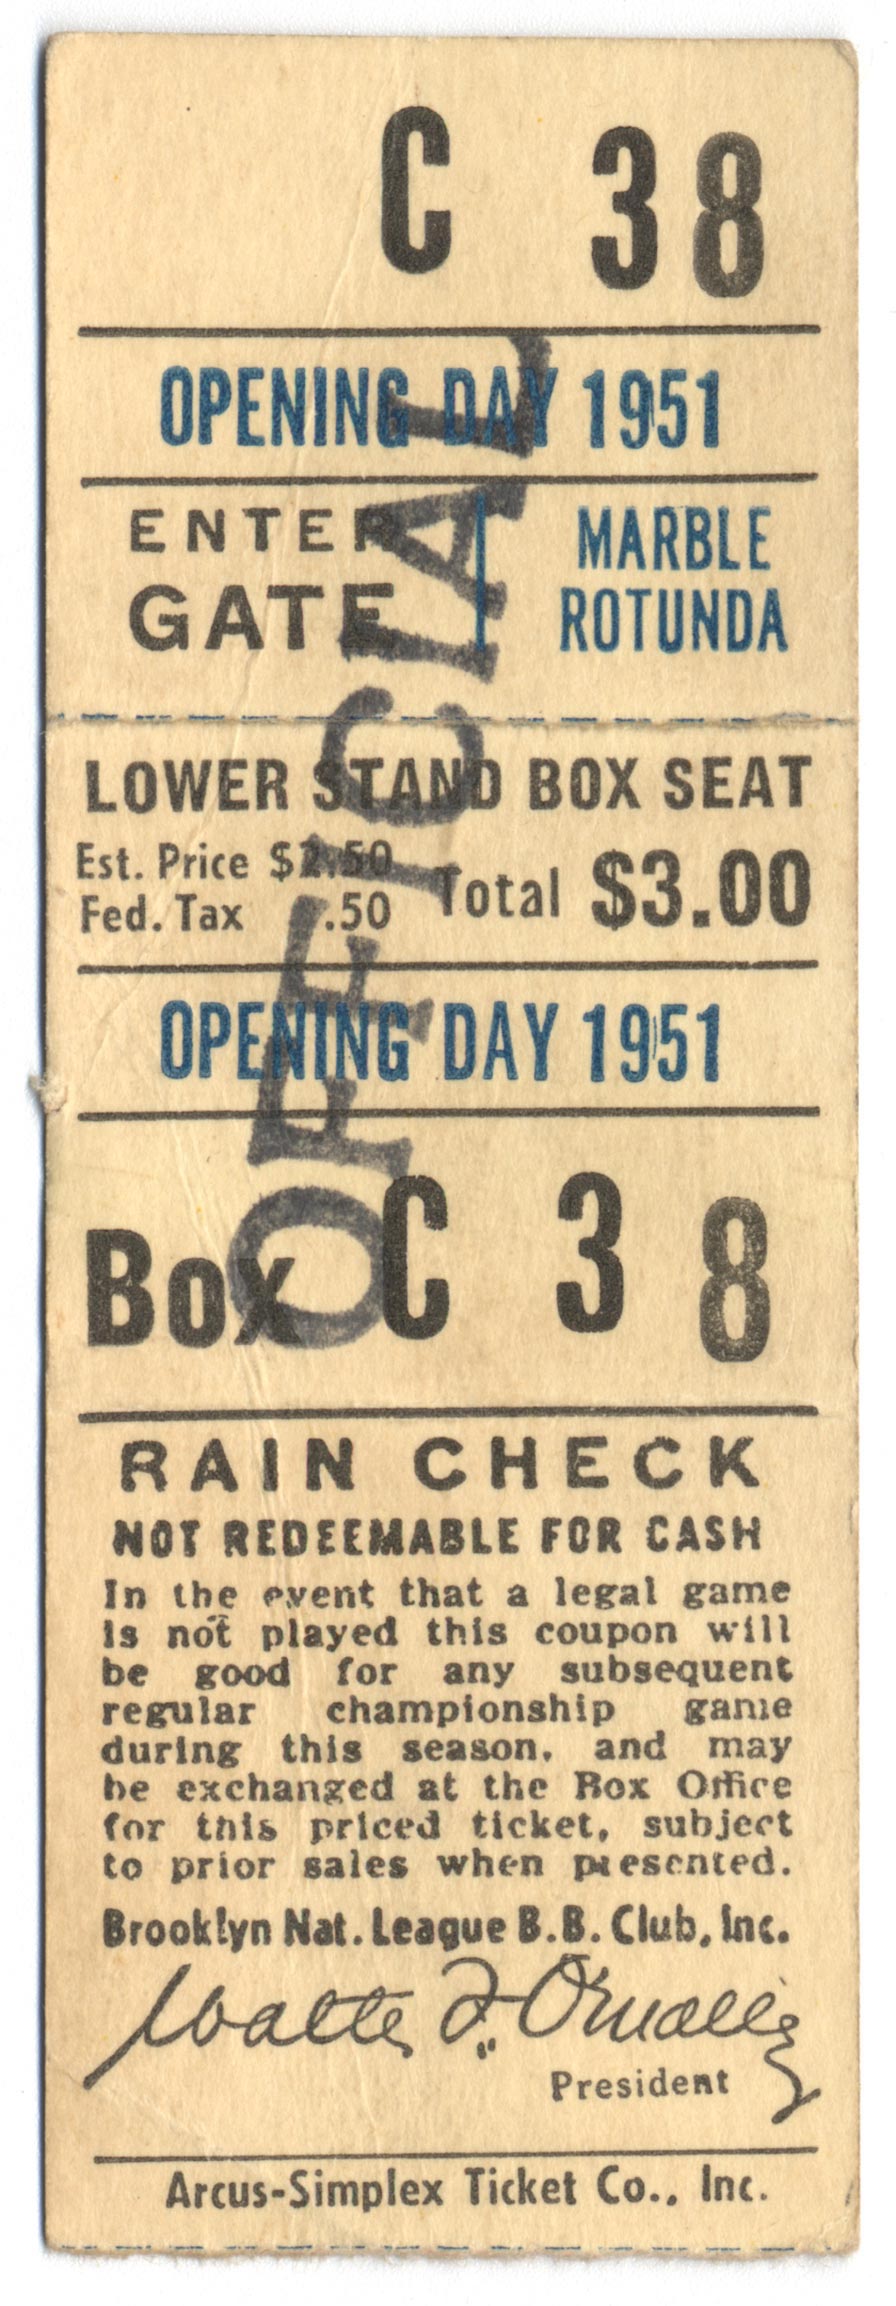 C 3 8
OPENING DAY 1951
ENTER
GATE
MARBLE
ROTUNDA
LOWER STAND BOX SEAT
Est. Price $2.50
Fed. Tax .50
Total $3.00
OPENING DAY 1951
Box C 3 8
OFFICIAL
RAIN CHECK
NOT REDEEMABLE FOR CASH
In the event that a legal game
is not played this coupon will
be good for any subsequent
regular championship game
during this season, and may
be exchanged at the Box Office
for this priced ticket, subject
to prior sales when presented.
Brooklyn Nat. League B.B. Club, Inc.
Walter F. O'Malley
President
Arcus-Simplex Ticket Co., Inc.